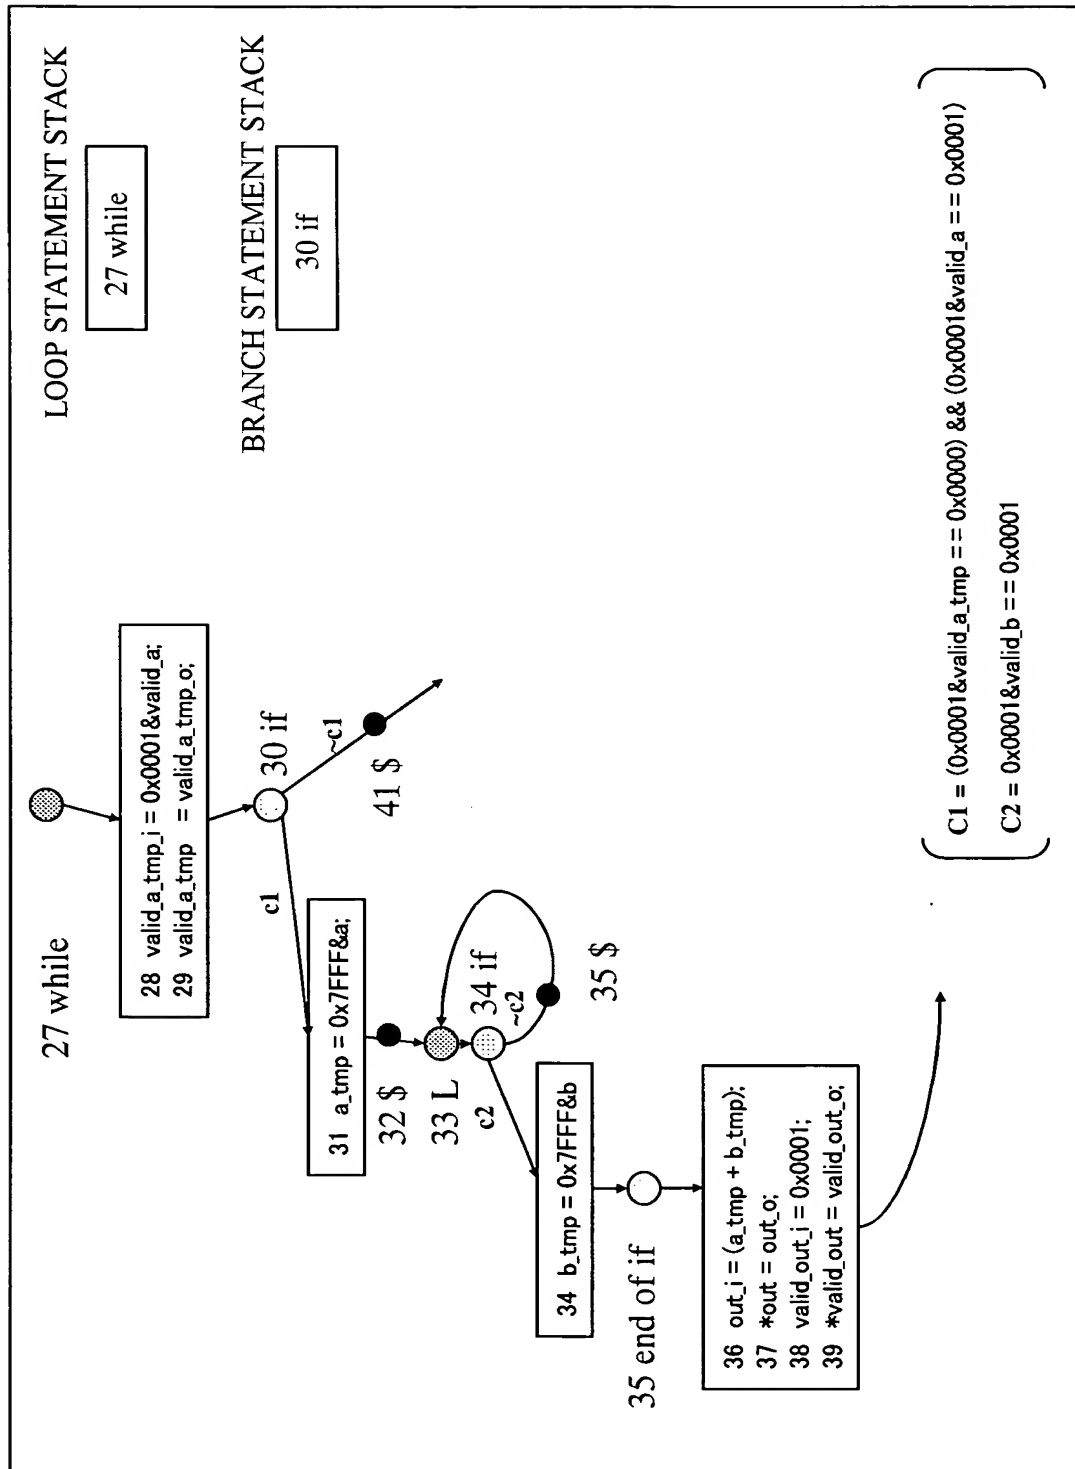 LOOP STATEMENT STACK
27 while
BRANCH STATEMENT STACK
30 if
27 while
28 valid_a_tmp_i = 0x0001&valid_a;
29 valid_a_tmp = valid_a_tmp_o;
30 if
c1
~c1
41 $
31 a_tmp = 0x7FFF&a;
32 $
33 L
34 if
c2
~c2
35 $
34 b_tmp = 0x7FFF&b
35 end of if
36 out_i = (a_tmp + b_tmp);
37 *out = out_o;
38 valid_out_i = 0x0001;
39 *valid_out = valid_out_o;
C1 = (0x0001&valid_a_tmp == 0x0000) && (0x0001&valid_a == 0x0001)
C2 = 0x0001&valid_b == 0x0001